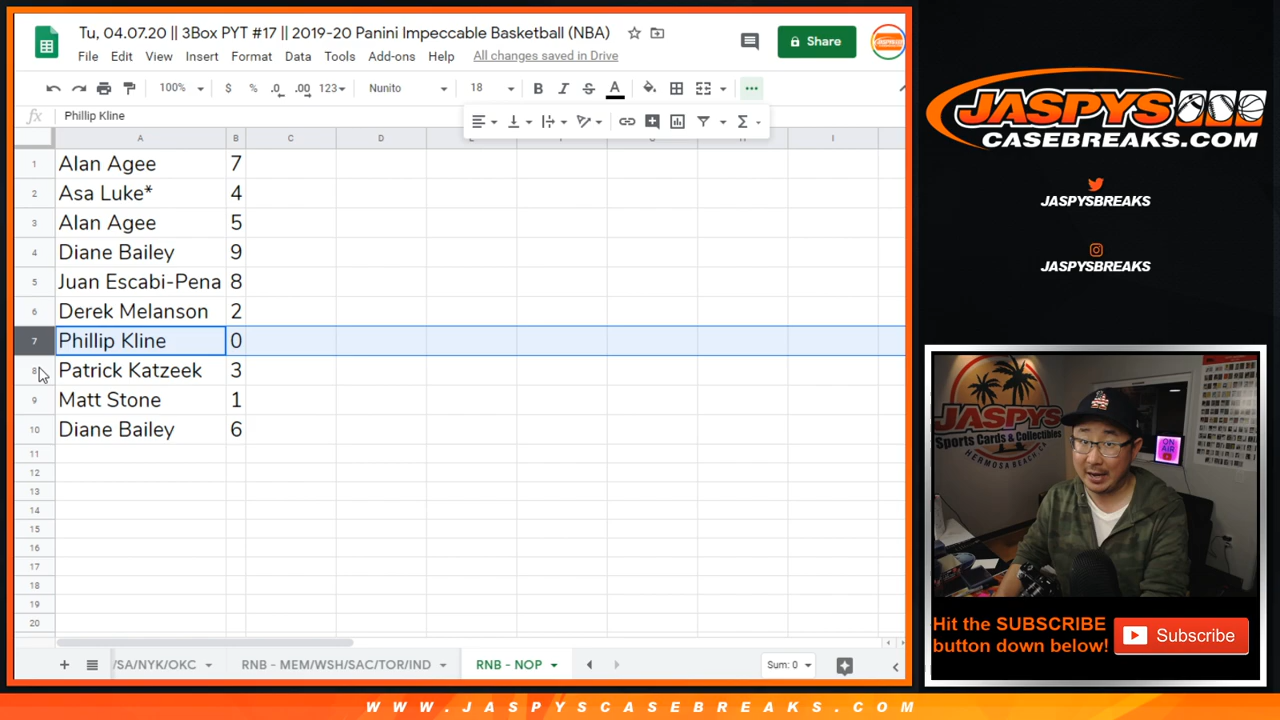 Tu, 04.07.20 || 3Box PYT #17 || 2019-20 Panini Impeccable Basketball (NBA)
File Edit View Insert Format Data Tools Add-ons Help All changes saved in Drive
Share
100% $ % .0 .00 123 Nunito 18 B I S A
fx Phillip Kline
A B C D I
1 Alan Agee 7
2 Asa Luke* 4
3 Alan Agee 5
4 Diane Bailey 9
5 Juan Escabi-Pena 8
6 Derek Melanson 2
7 Phillip Kline 0
8 Patrick Katzeek 3
9 Matt Stone 1
10 Diane Bailey 6
11
12
13
14
15
16
17
18
19
20
/SA/NYK/OKC RNB - MEM/WSH/SAC/TOR/IND RNB - NOP Sum: 0
JASPYS
CASEBREAKS.COM
JASPYSBREAKS
JASPYSBREAKS
JASPYS
Sports Cards & Collectibles
HERMOSA BEACH, CA
ON AIR
Hit the SUBSCRIBE
button down below!
Subscribe
WWW.JASPYSCASEBREAKS.COM